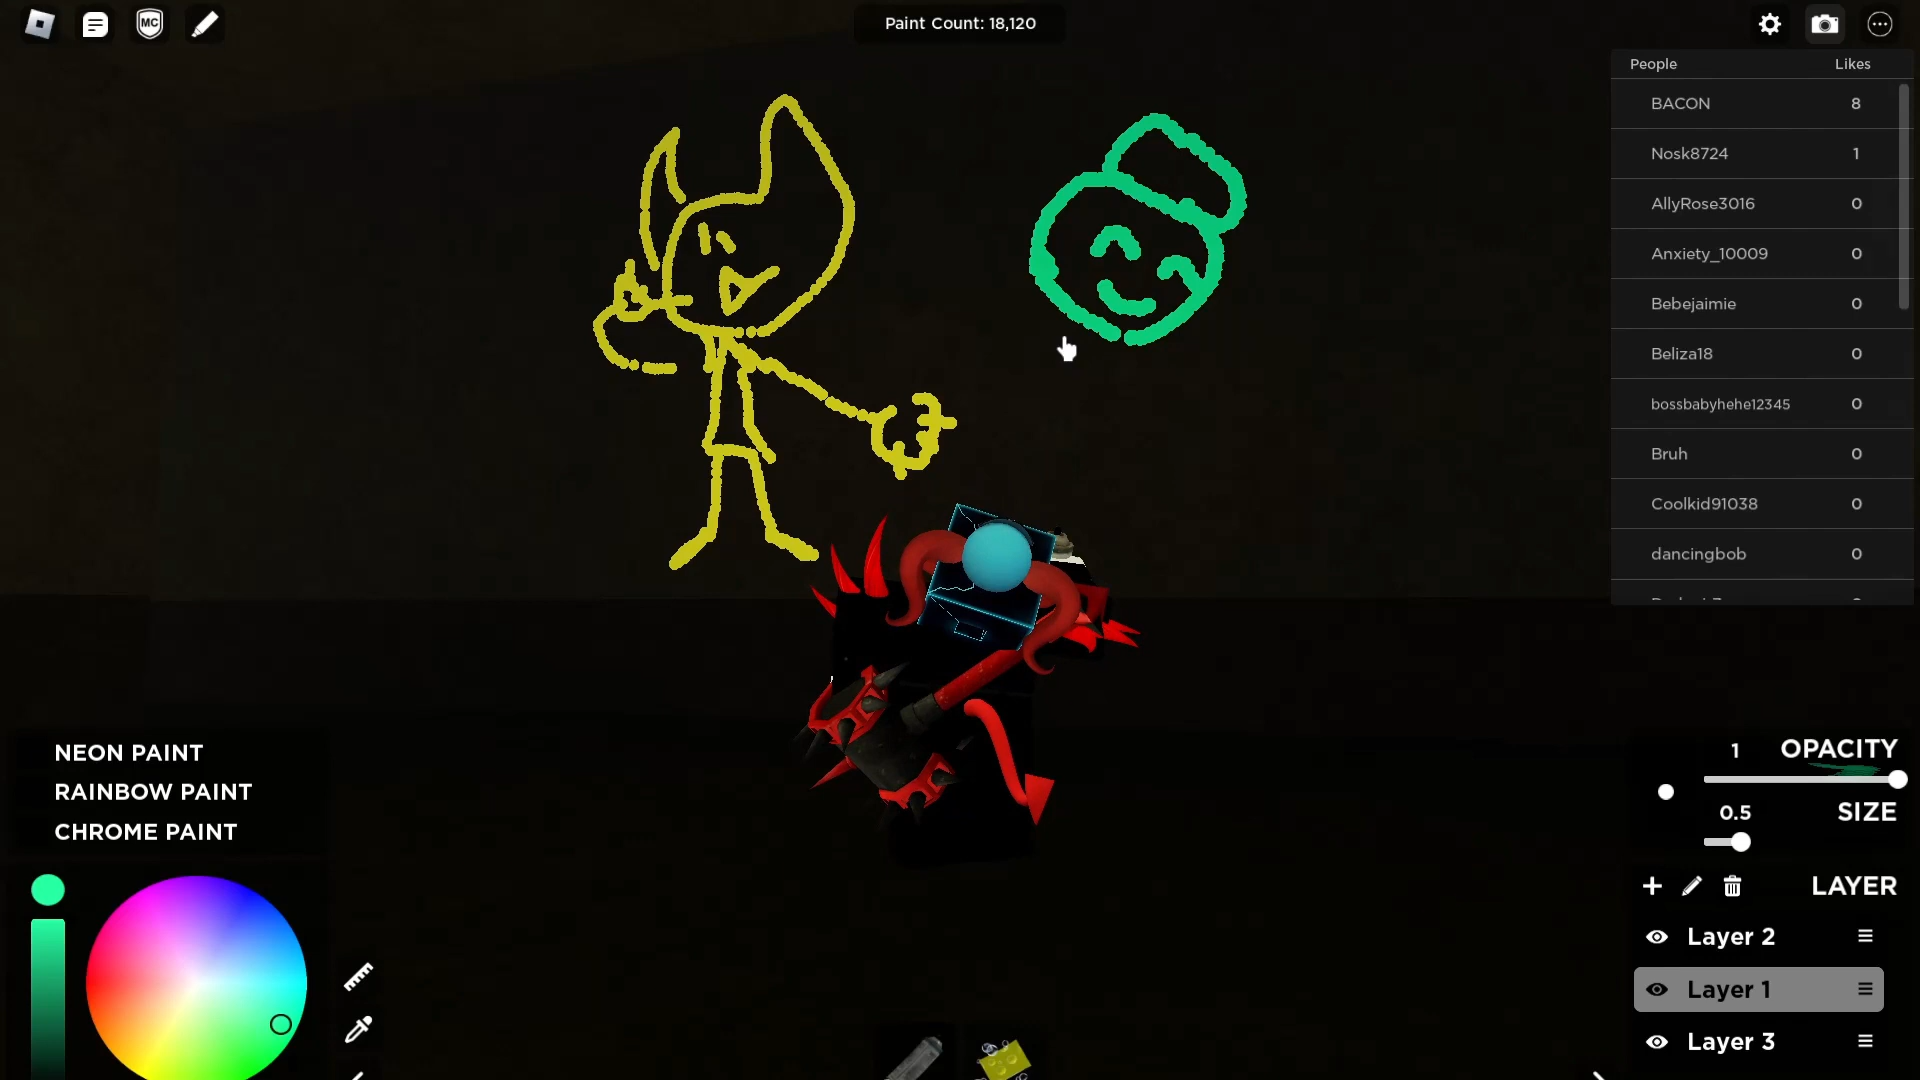 MC
Paint Count: 18,120
People Likes
BACON 8
Nosk8724 1
AllyRose3016 0
Anxiety_10009 0
Bebejaimie 0
Beliza18 0
bossbabyhehe12345 0
Bruh 0
Coolkid91038 0
dancingbob 0
NEON PAINT
RAINBOW PAINT
CHROME PAINT
1 OPACITY
0.5 SIZE
LAYER
Layer 2
Layer 1
Layer 3